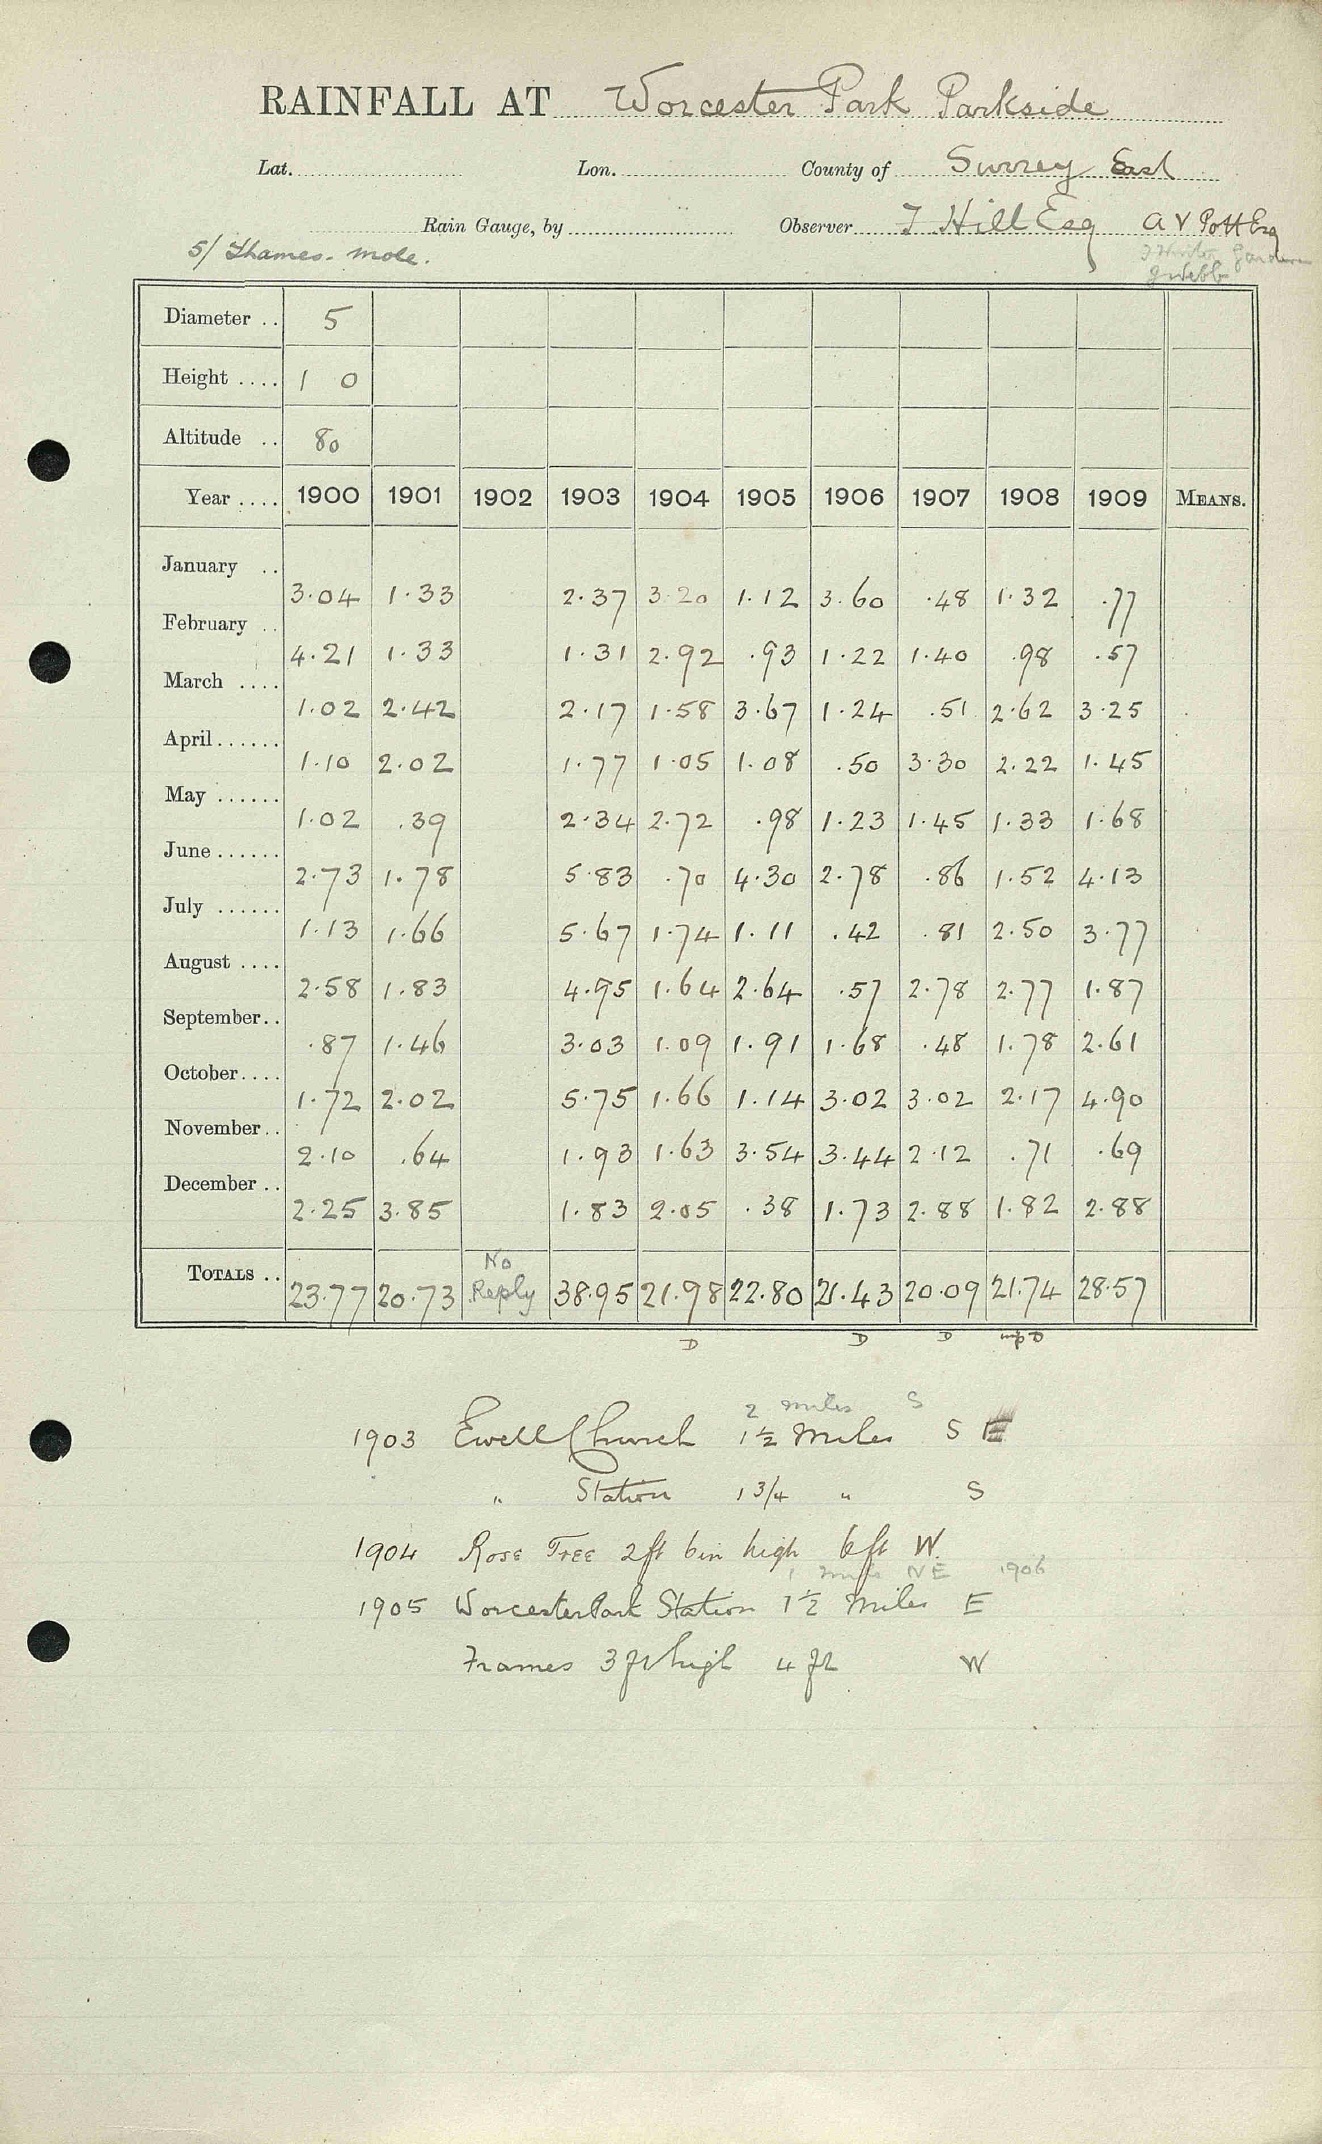 RAINFALL AT Worcester Park Parkside
Lat. Lon. County of Surrey East
Rain Gauge, by Observer T Hill Esq A V Pott Esq
5/ Thames. mole. Gardener
J Webb
Diameter .. 5
Height .... 1 0
Altitude .. 80
Year .... 1900 1901 1902 1903 1904 1905 1906 1907 1908 1909 MEANS.
January .. 3.04 1.33 2.37 3.20 1.12 3.60 .48 1.32 .77
February .. 4.21 1.33 1.31 2.92 .93 1.22 1.40 .98 .57
March .... 1.02 2.42 2.17 1.58 3.67 1.24 .51 2.62 3.25
April...... 1.10 2.02 1.77 1.05 1.08 .50 3.30 2.22 1.45
May ...... 1.02 .39 2.34 2.72 .98 1.23 1.45 1.33 1.68
June...... 2.73 1.78 5.83 .70 4.30 2.78 .86 1.52 4.13
July ...... 1.13 1.66 5.67 1.74 1.11 .42 .81 2.50 3.77
August .... 2.58 1.83 4.95 1.64 2.64 .57 2.78 2.77 1.87
September.. .87 1.46 3.03 1.09 1.91 1.68 .48 1.78 2.61
October.... 1.72 2.02 5.75 1.66 1.14 3.02 3.02 2.17 4.90
November.. 2.10 .64 1.93 1.63 3.54 3.44 2.12 .71 .69
December .. 2.25 3.85 1.83 2.05 .38 1.73 2.88 1.82 2.88
TOTALS .. 23.77 20.73 No Reply 38.95 21.98 22.80 21.43 20.09 21.74 28.57
D D D D
2 miles S
1903 Ewell Church 1½ miles S E
" Station 1 3/4 " S
1904 Rose Tree 2ft 6in high 6ft W.
1 mile NE 1906
1905 Worcester Park Station 1½ miles E
Frames 3 ft high 4 ft W